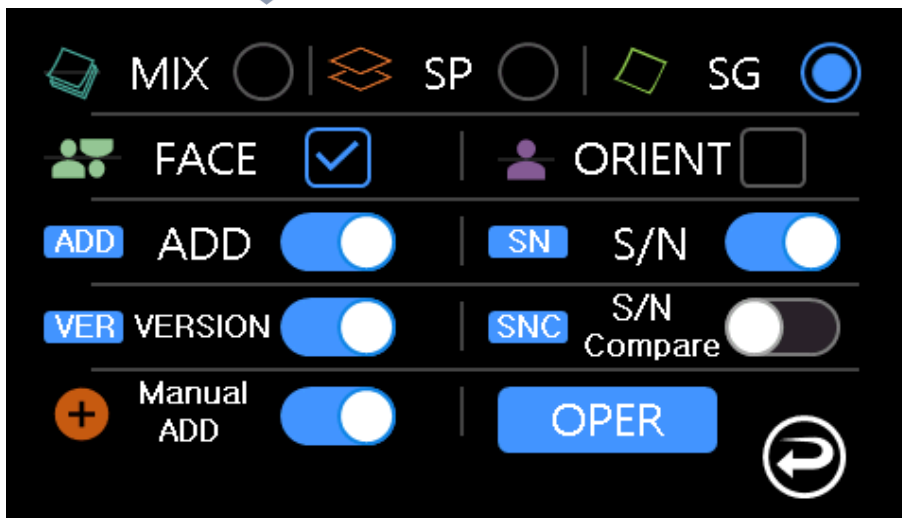 MIX SP SG
FACE ORIENT
ADD ADD SN S/N
VER VERSION SNC S/N
Compare
Manual
ADD
OPER